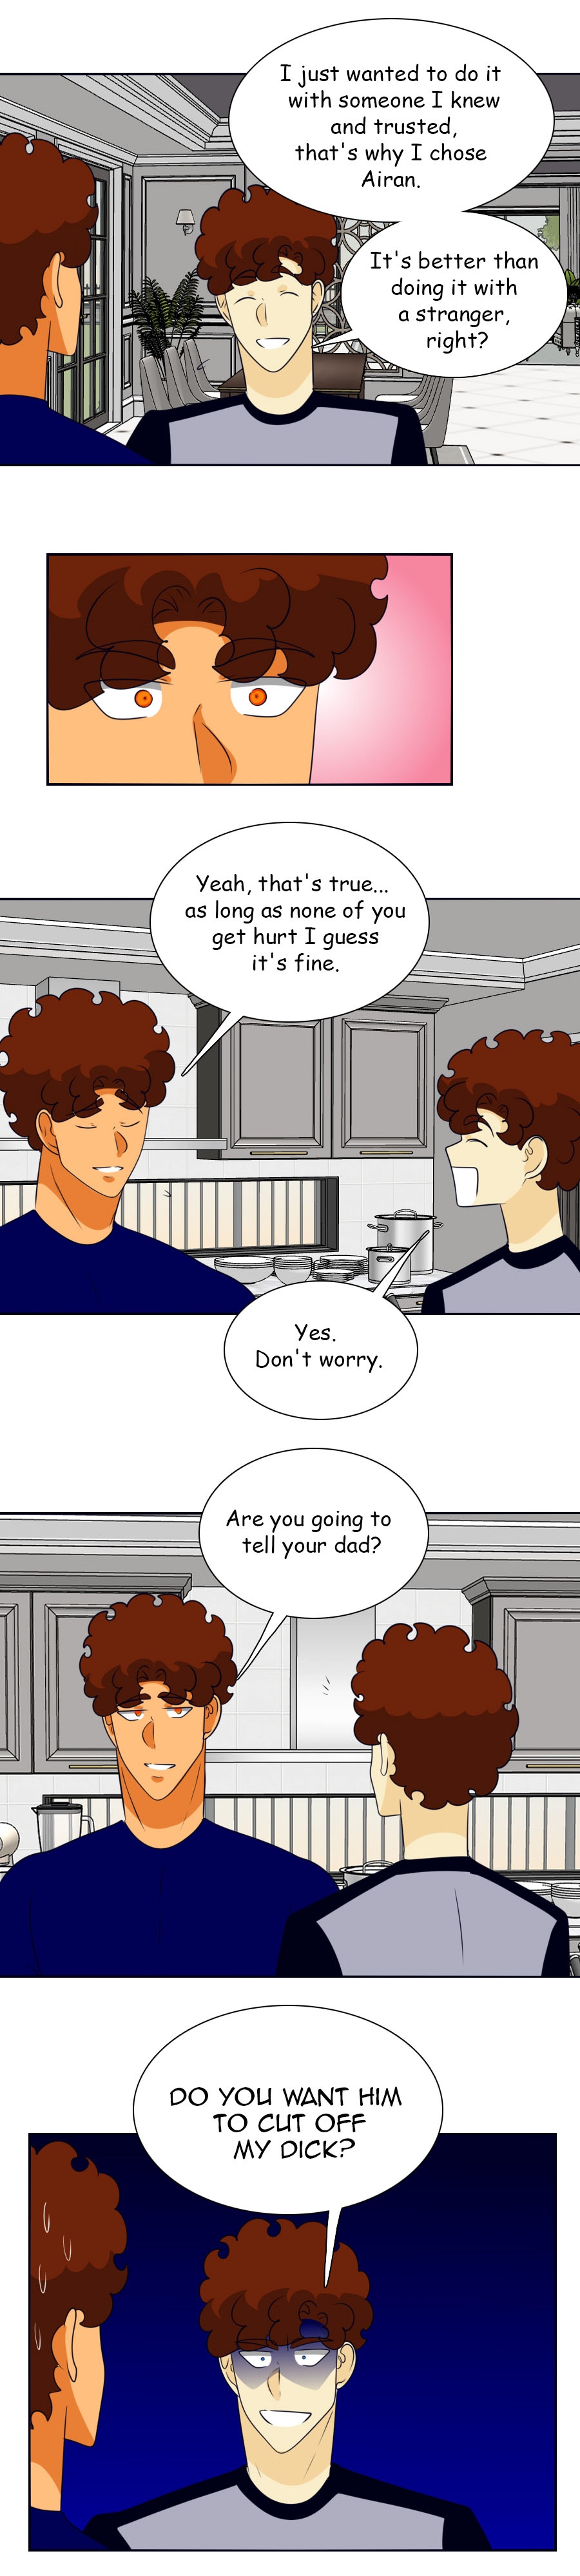 I just wanted to do it
with someone I knew
and trusted,
that's why I chose
Airan.
It's better than
doing it with
a stranger,
right?
Yeah, that's true...
as long as none of you
get hurt I guess
it's fine.
Yes.
Don't worry.
Are you going to
tell your dad?
DO YOU WANT HIM
TO CUT OFF
MY DICK?